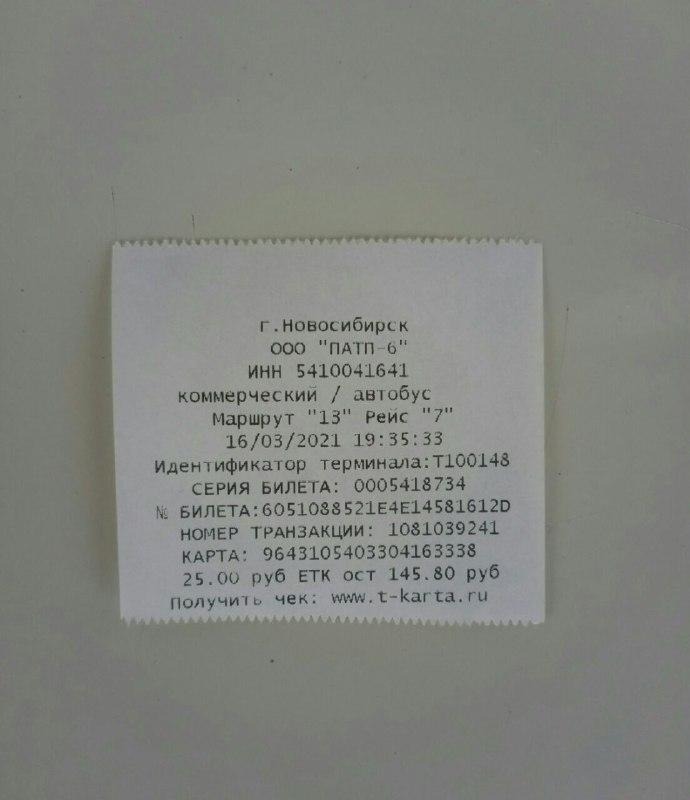 г.Новосибирск
ООО "ПАТП-6"
ИНН 5410041641
коммерческий / автобус
Маршрут "13" Рейс "7"
16/03/2021 19:35:33
Идентификатор терминала:T100148
СЕРИЯ БИЛЕТА: 0005418734
№ БИЛЕТА:6051088521E4E14581612D
НОМЕР ТРАНЗАКЦИИ: 1081039241
КАРТА: 9643105403304163338
25.00 руб ЕТК ост 145.80 руб
Получить чек: www.t-karta.ru